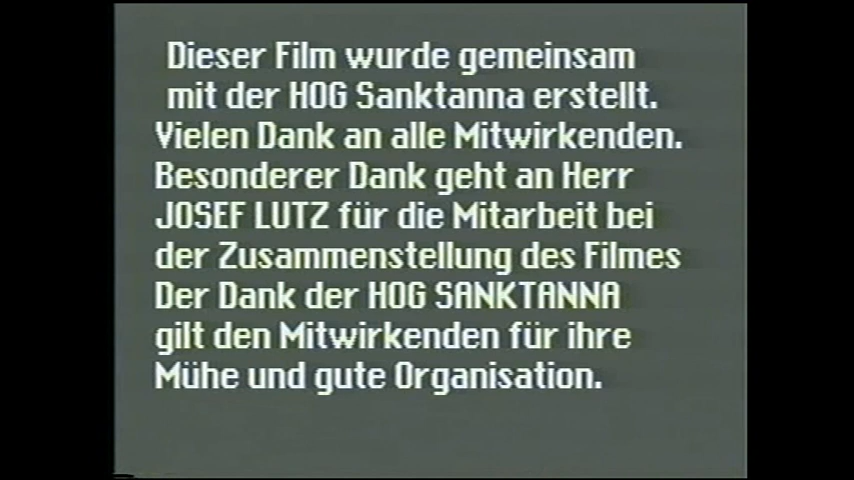 Dieser Film wurde gemeinsam
mit der HOG Sanktanna erstellt.
Vielen Dank an alle Mitwirkenden.
Besonderer Dank geht an Herr
JOSEF LUTZ für die Mitarbeit bei
der Zusammenstellung des Filmes
Der Dank der HOG SANKTANNA
gilt den Mitwirkenden für ihre
Mühe und gute Organisation.